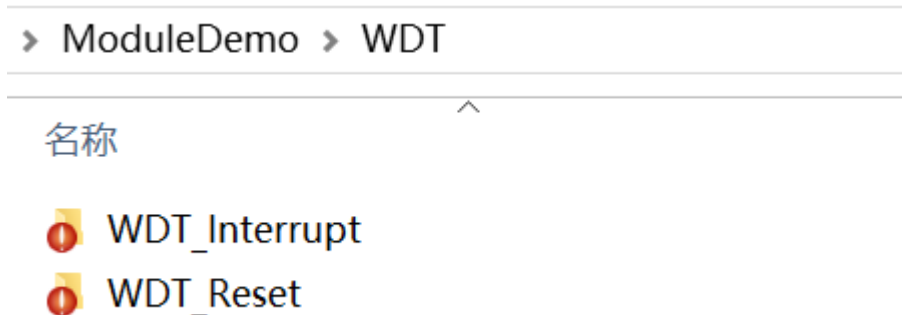 ModuleDemo > WDT
名称
WDT_Interrupt
WDT_Reset